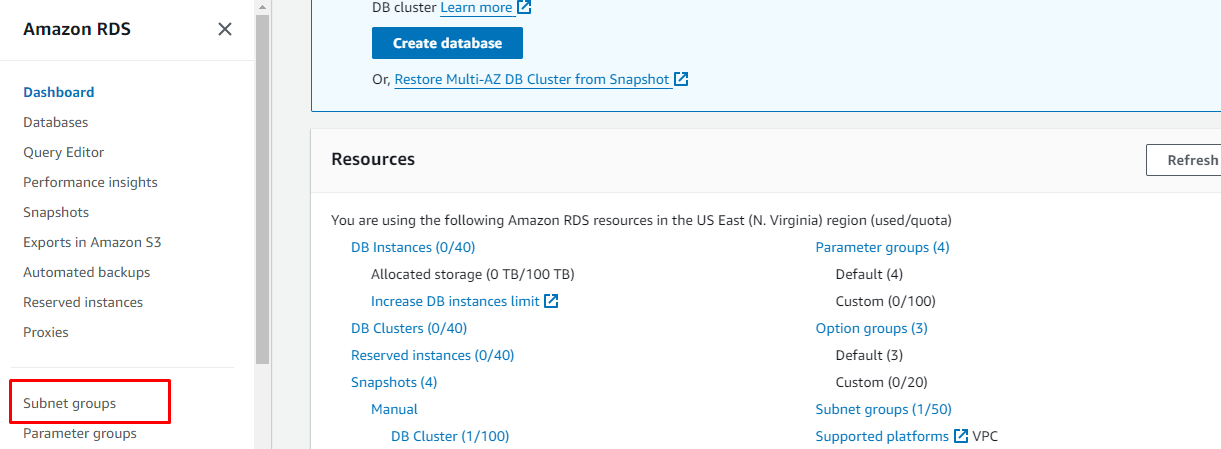 Amazon RDS
Dashboard
Databases
Query Editor
Performance insights
Snapshots
Exports in Amazon S3
Automated backups
Reserved instances
Proxies
Subnet groups
Parameter groups
DB cluster Learn more
Create database
Or, Restore Multi-AZ DB Cluster from Snapshot
Resources
Refresh
You are using the following Amazon RDS resources in the US East (N. Virginia) region (used/quota)
DB Instances (0/40)
Allocated storage (0 TB/100 TB)
Increase DB instances limit
DB Clusters (0/40)
Reserved instances (0/40)
Snapshots (4)
Manual
DB Cluster (1/100)
Parameter groups (4)
Default (4)
Custom (0/100)
Option groups (3)
Default (3)
Custom (0/20)
Subnet groups (1/50)
Supported platforms VPC